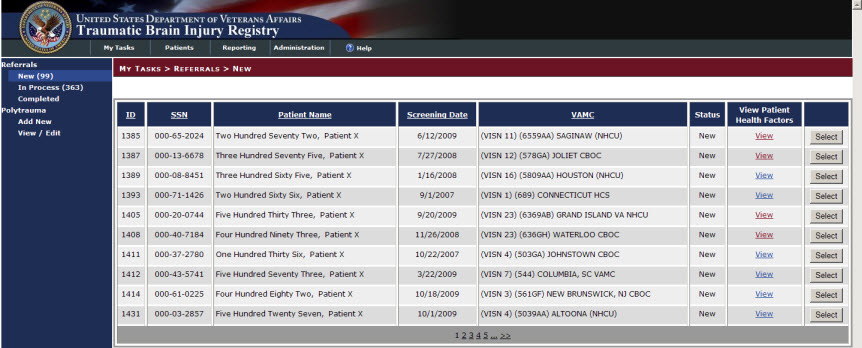 United States Department of Veterans Affairs
Traumatic Brain Injury Registry
My Tasks Patients Reporting Administration Help
Referrals
New (99)
In Process (363)
Completed
Polytrauma
Add New
View / Edit
My Tasks > Referrals > New
ID SSN Patient Name Screening Date VAMC Status View Patient Health Factors
1385 000-65-2024 Two Hundred Seventy Two, Patient X 6/12/2009 (VISN 11) (6559AA) SAGINAW (NHCU) New View Select
1387 000-13-6678 Three Hundred Seventy Five, Patient X 7/27/2008 (VISN 12) (578GA) JOLIET CBOC New View Select
1389 000-08-8451 Three Hundred Sixty Five, Patient X 1/16/2008 (VISN 16) (5809AA) HOUSTON (NHCU) New View Select
1393 000-71-1426 Two Hundred Sixty Six, Patient X 9/1/2007 (VISN 1) (689) CONNECTICUT HCS New View Select
1405 000-20-0744 Five Hundred Thirty Three, Patient X 9/20/2009 (VISN 23) (6369AB) GRAND ISLAND VA NHCU New View Select
1408 000-40-7184 Four Hundred Ninety Three, Patient X 11/26/2008 (VISN 23) (636GH) WATERLOO CBOC New View Select
1411 000-37-2780 One Hundred Thirty Six, Patient X 10/22/2007 (VISN 4) (503GA) JOHNSTOWN CBOC New View Select
1412 000-43-5741 Five Hundred Seventy Three, Patient X 3/22/2009 (VISN 7) (544) COLUMBIA, SC VAMC New View Select
1414 000-61-0225 Four Hundred Eighty Two, Patient X 10/18/2009 (VISN 3) (561GF) NEW BRUNSWICK, NJ CBOC New View Select
1431 000-03-2857 Five Hundred Twenty Seven, Patient X 10/1/2009 (VISN 4) (5039AA) ALTOONA (NHCU) New View Select
1 2 3 4 5 ... >>